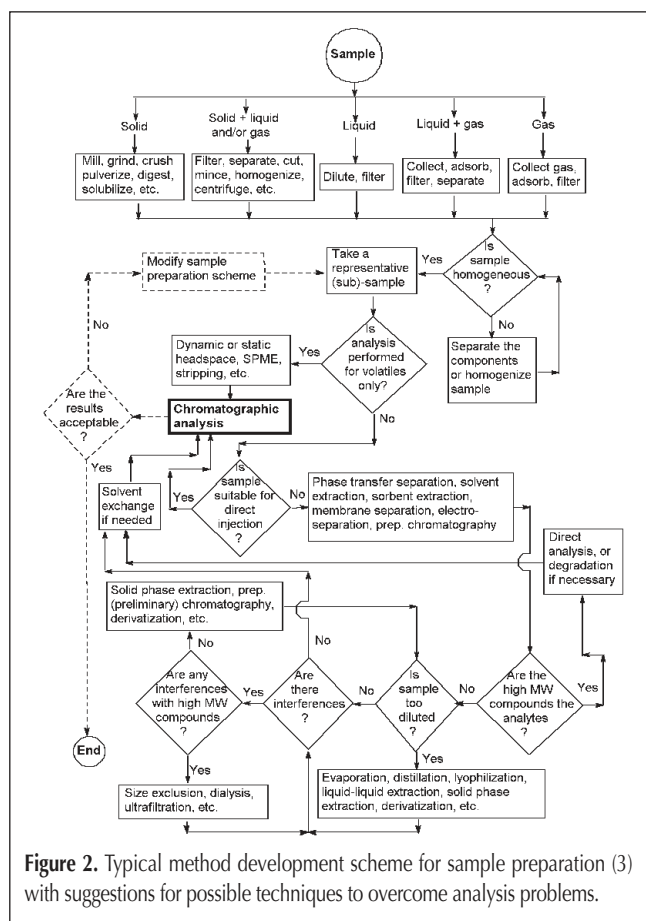 Sample
Solid
Solid + liquid
and/or gas
Liquid
Liquid + gas
Gas
Mill, grind, crush
pulverize, digest,
solubilize, etc.
Filter, separate, cut,
mince, homogenize,
centrifuge, etc.
Dilute, filter
Collect, adsorb,
filter, separate
Collect gas,
adsorb, filter
Is
sample
homogeneous
?
Yes
No
Take a
representative
(sub)-sample
Modify sample
preparation scheme
No
Separate the
components
or homogenize
sample
Is
analysis
performed
for volatiles
only?
Yes
No
Dynamic or static
headspace, SPME,
stripping, etc.
Chromatographic
analysis
Are the
results
acceptable
?
Yes
Solvent
exchange
if needed
Is
sample
suitable for
direct
injection
?
Yes
No
Phase transfer separation, solvent
extraction, sorbent extraction,
membrane separation, electro-
separation, prep. chromatography
Direct
analysis, or
degradation
if necessary
Solid phase extraction, prep.
(preliminary) chromatography,
derivatization, etc.
No
Are any
interferences
with high MW
compounds
?
Yes
No
Are
there
interferences
?
Yes
No
Is
sample
too
diluted?
No
Are the
high MW
compounds the
analytes
?
Yes
Yes
End
Size exclusion, dialysis,
ultrafiltration, etc.
Evaporation, distillation, lyophilization,
liquid-liquid extraction, solid phase
extraction, derivatization, etc.
Figure 2. Typical method development scheme for sample preparation (3)
with suggestions for possible techniques to overcome analysis problems.